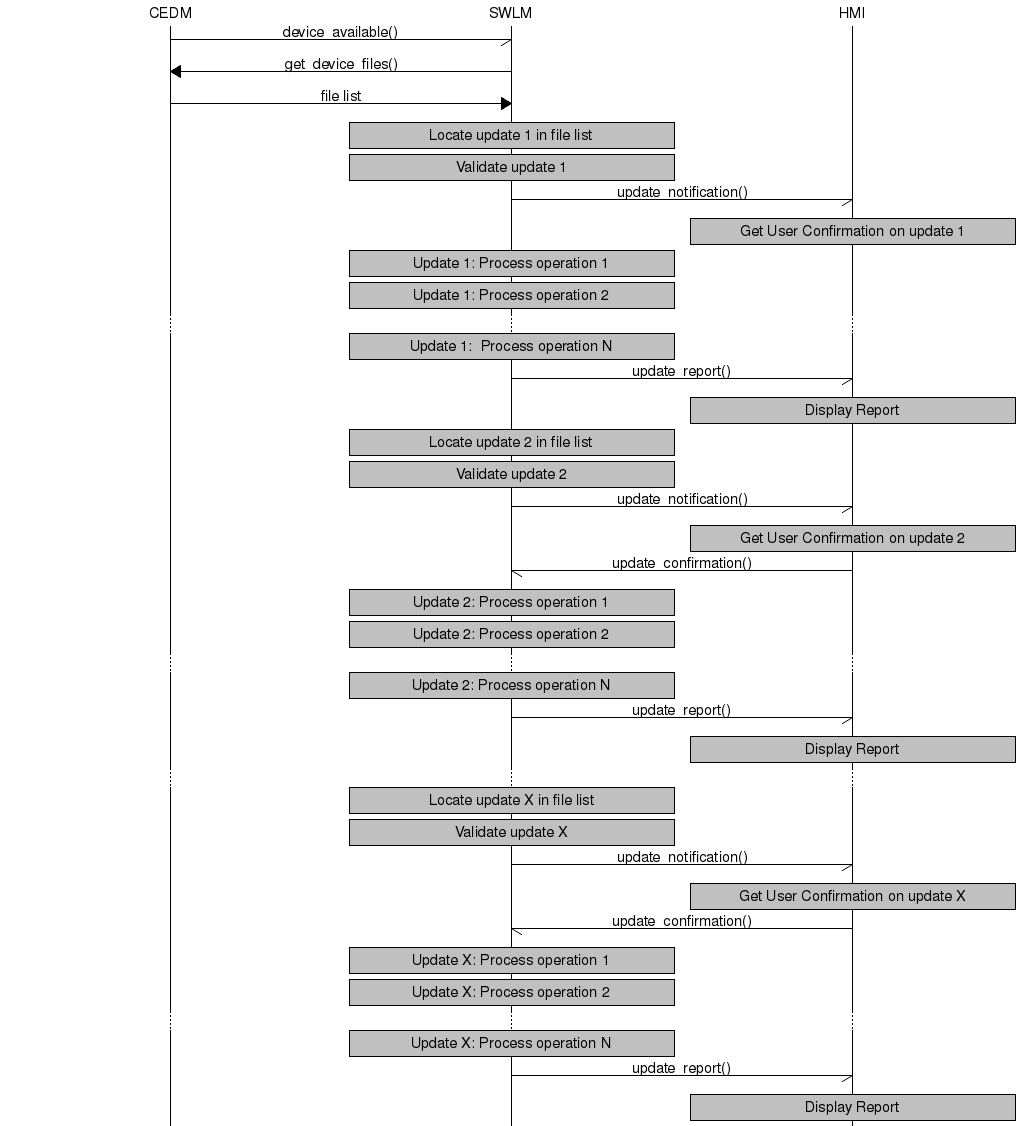 CEDM SWLM HMI
device_available()
get_device_files()
file list
Locate update 1 in file list
Validate update 1
update_notification()
Get User Confirmation on update 1
Update 1: Process operation 1
Update 1: Process operation 2
Update 1:  Process operation N
update_report()
Display Report
Locate update 2 in file list
Validate update 2
update_notification()
Get User Confirmation on update 2
update_confirmation()
Update 2: Process operation 1
Update 2: Process operation 2
Update 2: Process operation N
update_report()
Display Report
Locate update X in file list
Validate update X
update_notification()
Get User Confirmation on update X
update_confirmation()
Update X: Process operation 1
Update X: Process operation 2
Update X: Process operation N
update_report()
Display Report